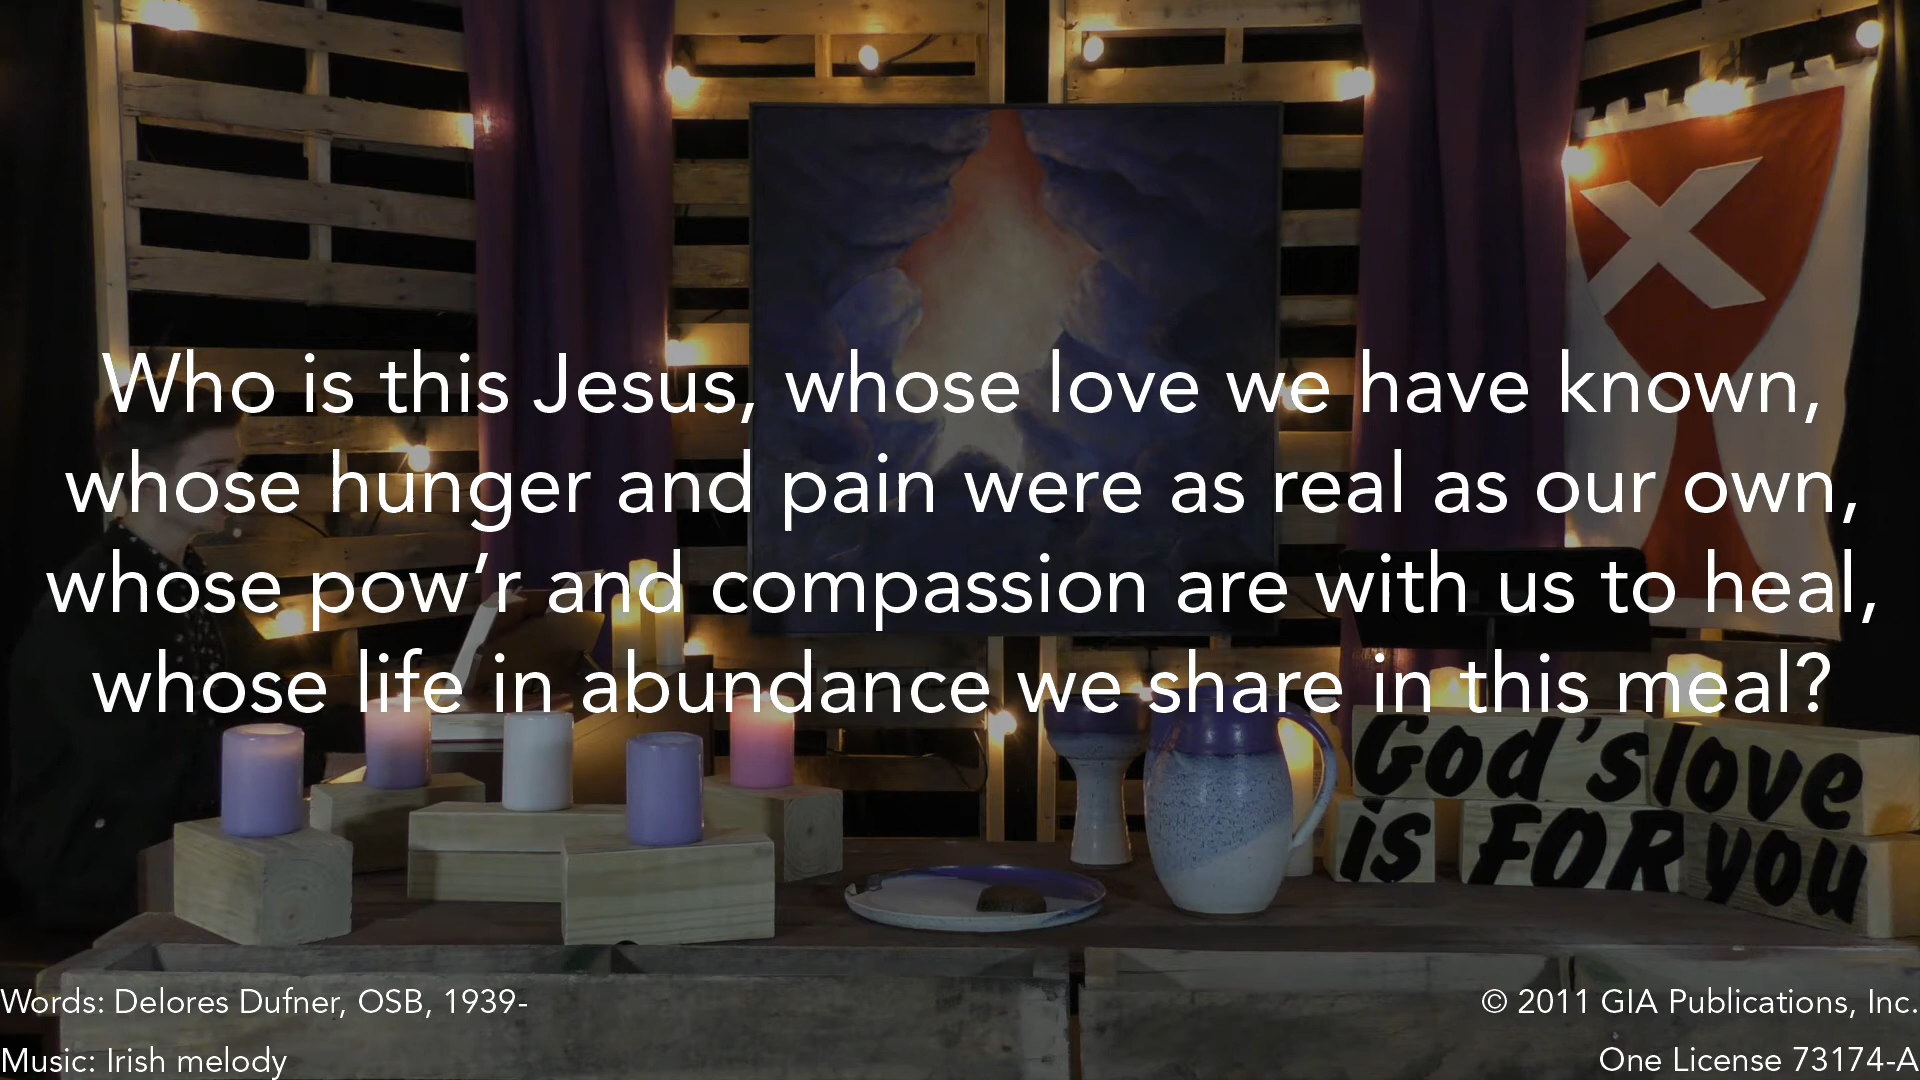 Who is this Jesus, whose love we have known,
whose hunger and pain were as real as our own,
whose pow’r and compassion are with us to heal,
whose life in abundance we share in this meal?
God's love
is FOR you
Words: Delores Dufner, OSB, 1939-
Music: Irish melody
© 2011 GIA Publications, Inc.
One License 73174-A